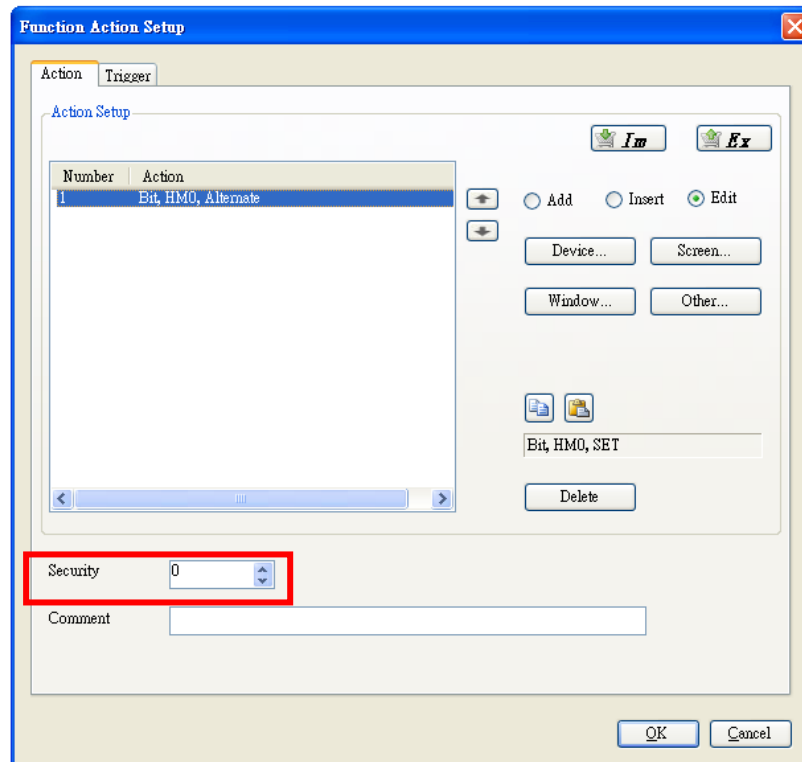 Function Action Setup
Action Trigger
Action Setup
Im Ex
Number Action
1 Bit, HM0, Alternate
Add Insert Edit
Device... Screen...
Window... Other...
Bit, HM0, SET
Delete
Security 0
Comment
OK Cancel